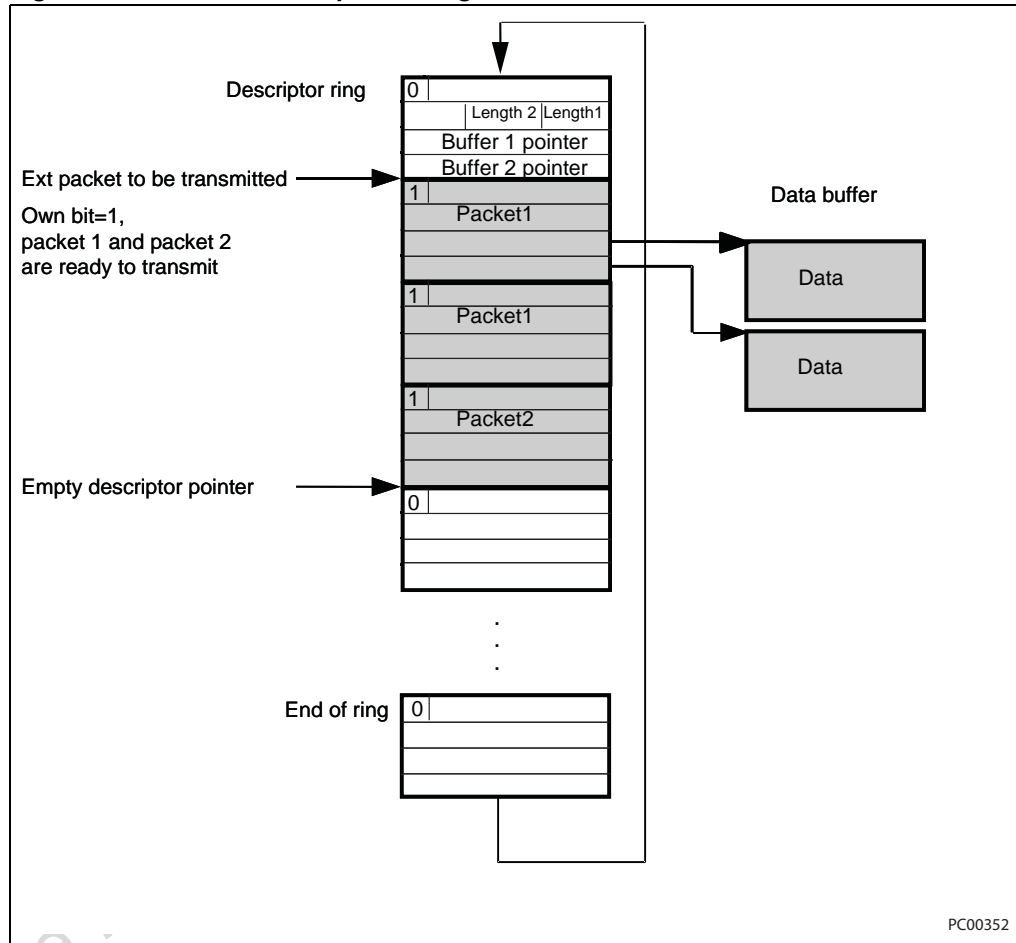 Descriptor ring
0
Length 2 Length1
Buffer 1 pointer
Buffer 2 pointer
Ext packet to be transmitted
Own bit=1,
packet 1 and packet 2
are ready to transmit
1
Packet1
Data buffer
Data
1
Packet1
Data
1
Packet2
Empty descriptor pointer
0
.
.
.
End of ring
0
PC00352